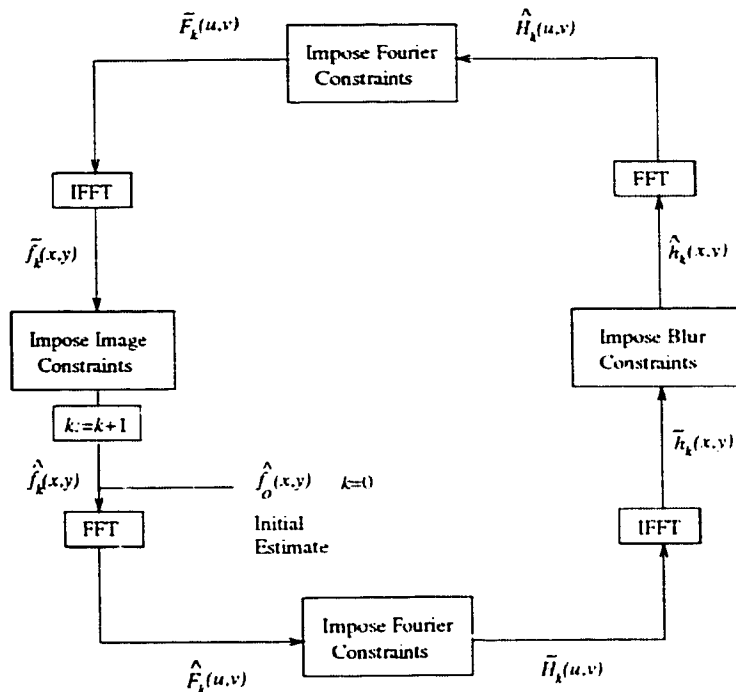 F̃ₖ(u,v)
Impose Fourier
Constraints
Ĥₖ(u,v)
IFFT
FFT
f̃ₖ(x,y)
ĥₖ(x,v)
Impose Image
Constraints
Impose Blur
Constraints
k:=k+1
h̃ₖ(x,y)
f̂ₖ(x,y)
f̂ₒ(x,y) k=0
FFT
Initial
Estimate
IFFT
Impose Fourier
Constraints
F̂ₖ(u,v)
H̃ₖ(u,v)